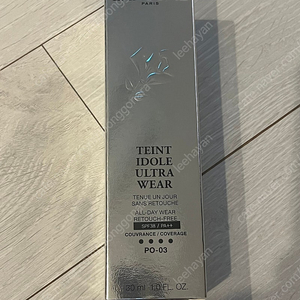 PARIS
TEINT
IDOLE
ULTRA
WEAR
TENUE UN JOUR
SANS RETOUCHE
ALL-DAY WEAR
RETOUCH-FREE
SPF38 / PA++
COUVRANCE / COVERAGE
PO-03
30 ml 1.0 FL. OZ.
leehayan